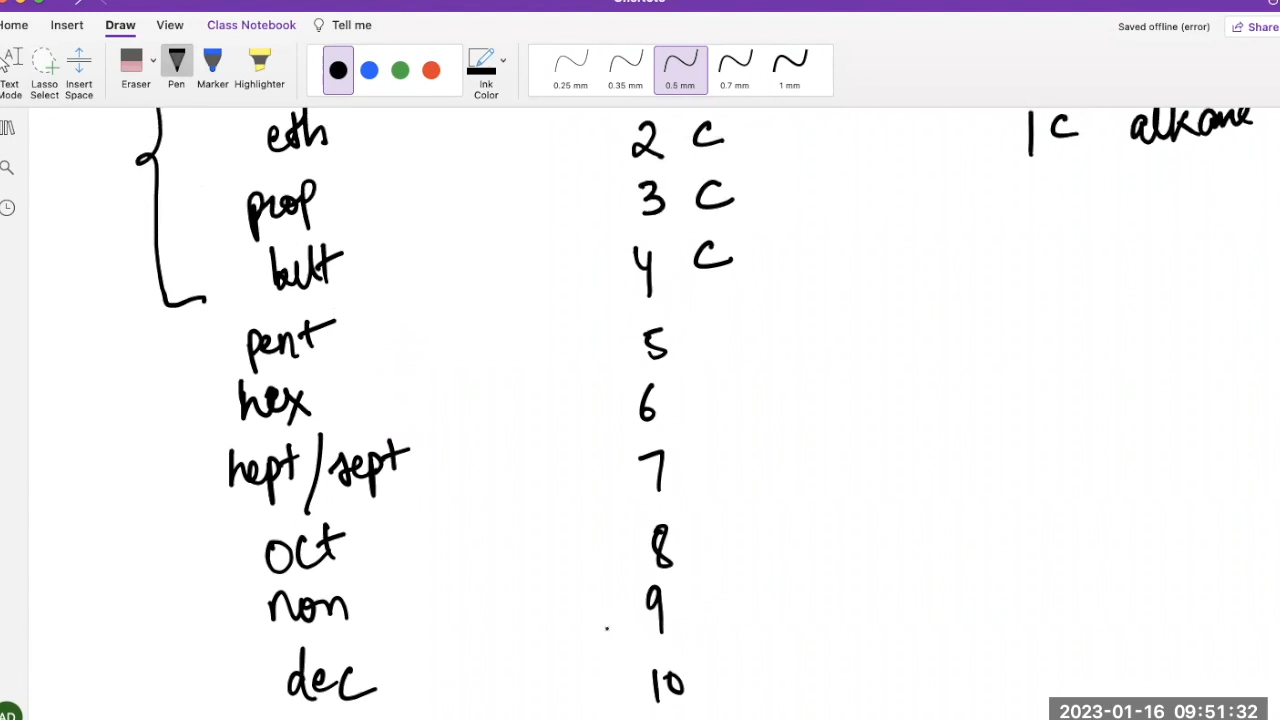 OneNote
Home Insert Draw View Class Notebook Tell me
Saved offline (error) Share
Text Mode Lasso Select Insert Space Eraser Pen Marker Highlighter Ink Color 0.25 mm 0.35 mm 0.5 mm 0.7 mm 1 mm
eth 2 C 1 C alkane
prop 3 C
but 4 C
pent 5
hex 6
hept/sept 7
oct 8
non 9
dec 10
AD
2023-01-16 09:51:32